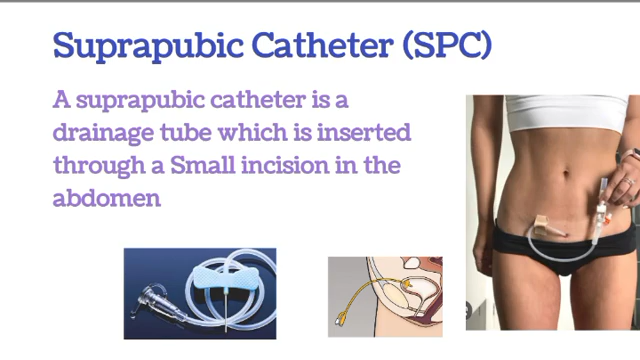 Suprapubic Catheter (SPC)
A suprapubic catheter is a
drainage tube which is inserted
through a Small incision in the
abdomen